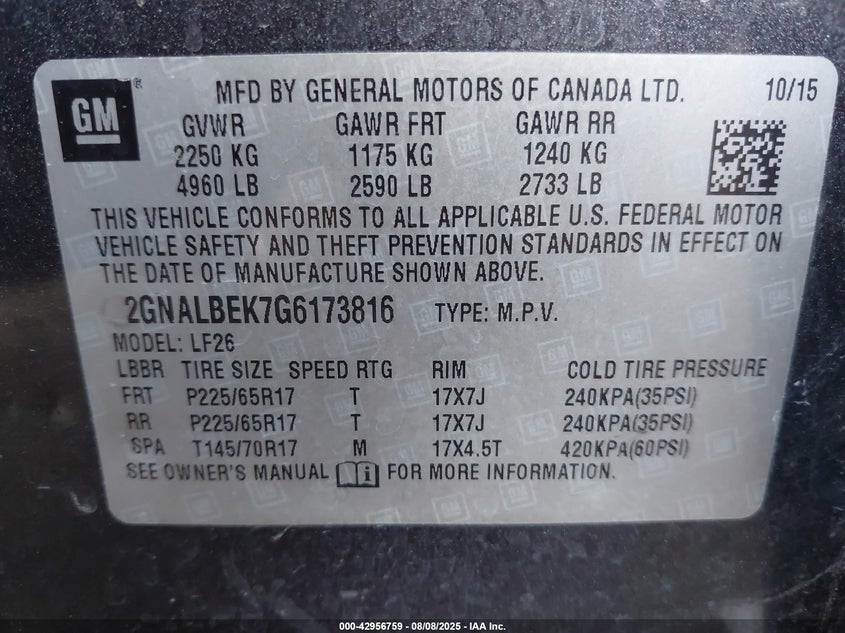 GM
MFD BY GENERAL MOTORS OF CANADA LTD. 10/15
GVWR GAWR FRT GAWR RR
2250 KG 1175 KG 1240 KG
4960 LB 2590 LB 2733 LB
THIS VEHICLE CONFORMS TO ALL APPLICABLE U.S. FEDERAL MOTOR
VEHICLE SAFETY AND THEFT PREVENTION STANDARDS IN EFFECT ON
THE DATE OF MANUFACTURE SHOWN ABOVE.
2GNALBEK7G6173816 TYPE: M.P.V.
MODEL: LF26
LBBR TIRE SIZE SPEED RTG RIM COLD TIRE PRESSURE
FRT P225/65R17 T 17X7J 240KPA(35PSI)
RR P225/65R17 T 17X7J 240KPA(35PSI)
SPA T145/70R17 M 17X4.5T 420KPA(60PSI)
SEE OWNER'S MANUAL FOR MORE INFORMATION.
000-42956759 - 08/08/2025 - IAA Inc.